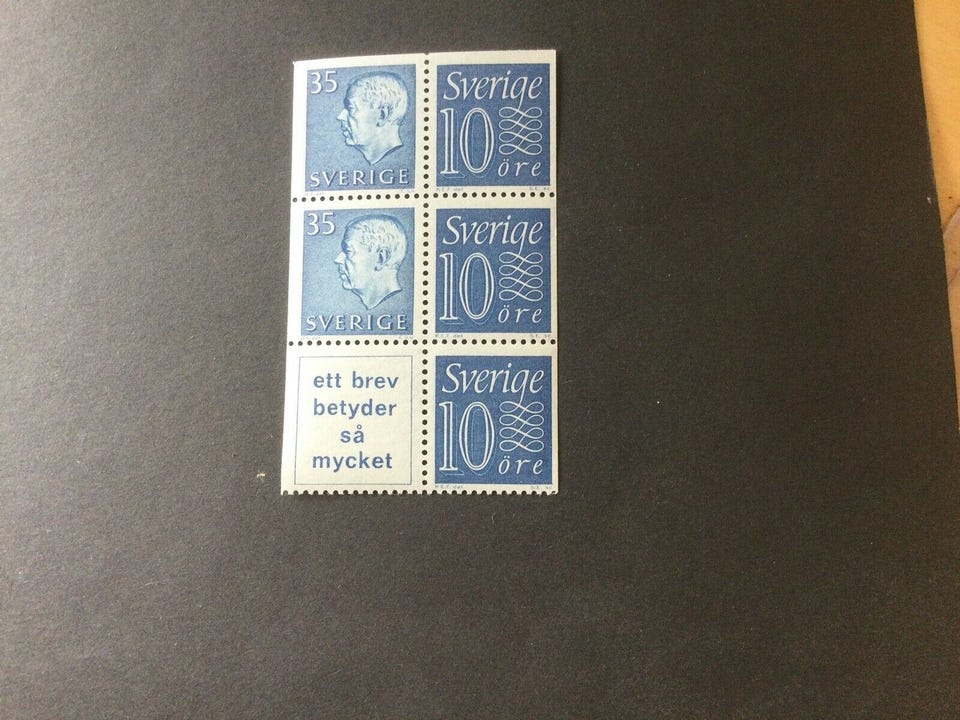 35
SVERIGE
Sverige
10
öre
35
SVERIGE
Sverige
10
öre
ett brev
betyder
så
mycket
Sverige
10
öre